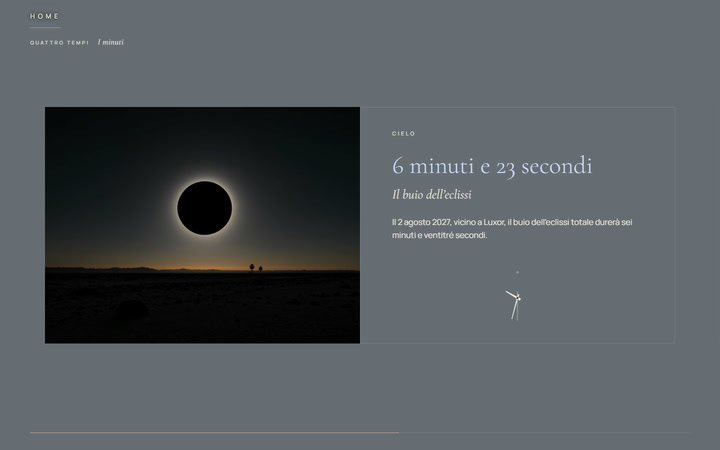 HOME
QUATTRO TEMPI I minuti
CIELO
6 minuti e 23 secondi
Il buio dell'eclissi
Il 2 agosto 2027, vicino a Luxor, il buio dell'eclissi totale durerà sei
minuti e ventitré secondi.